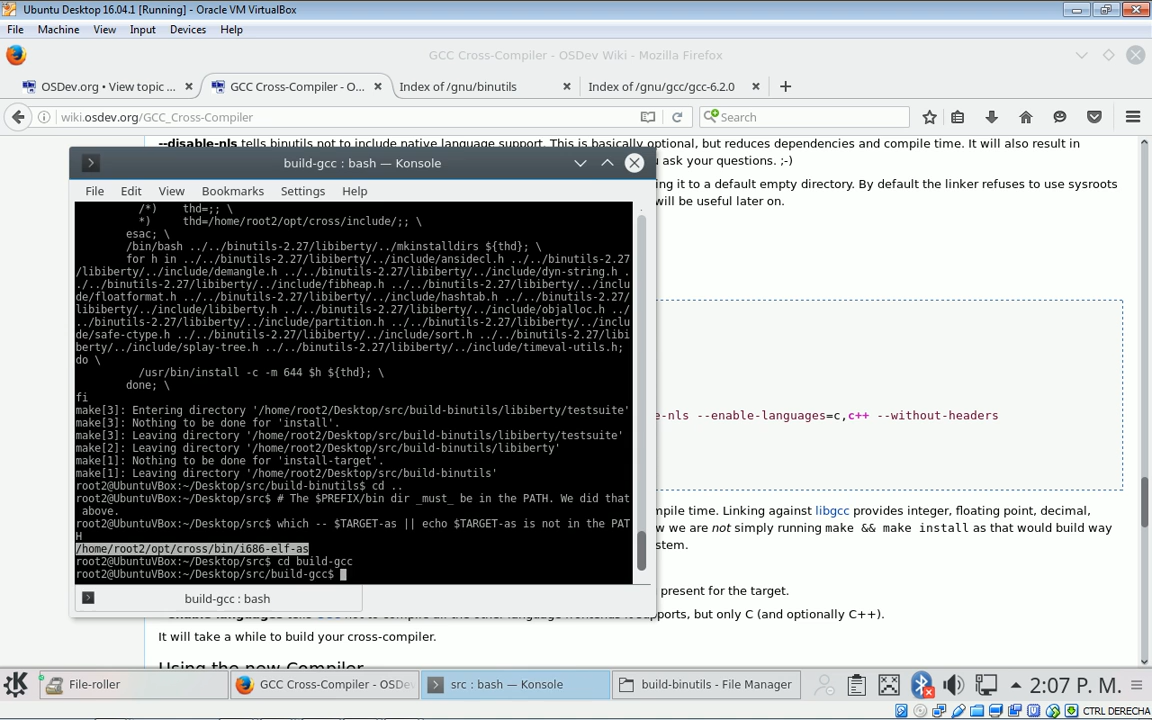 Ubuntu Desktop 16.04.1 [Running] - Oracle VM VirtualBox
File Machine View Input Devices Help
GCC Cross-Compiler - OSDev Wiki - Mozilla Firefox
OSDev.org • View topic ...
GCC Cross-Compiler - O...
Index of /gnu/binutils
Index of /gnu/gcc/gcc-6.2.0
wiki.osdev.org/GCC_Cross-Compiler
Search
--disable-nls tells binutils not to include native language support. This is basically optional, but reduces dependencies and compile time. It will also result in
ask your questions. ;-)
ing it to a default empty directory. By default the linker refuses to use sysroots
will be useful later on.
build-gcc : bash — Konsole
File Edit View Bookmarks Settings Help
/*) thd=;; \
*) thd=/home/root2/opt/cross/include/;; \
esac; \
/bin/bash ../../binutils-2.27/libiberty/../mkinstalldirs ${thd}; \
for h in ../../binutils-2.27/libiberty/../include/ansidecl.h ../../binutils-2.27
/libiberty/../include/demangle.h ../../binutils-2.27/libiberty/../include/dyn-string.h .
./../binutils-2.27/libiberty/../include/fibheap.h ../../binutils-2.27/libiberty/../inclu
de/floatformat.h ../../binutils-2.27/libiberty/../include/hashtab.h ../../binutils-2.27/
libiberty/../include/libiberty.h ../../binutils-2.27/libiberty/../include/objalloc.h ../
../binutils-2.27/libiberty/../include/partition.h ../../binutils-2.27/libiberty/../inclu
de/safe-ctype.h ../../binutils-2.27/libiberty/../include/sort.h ../../binutils-2.27/libi
berty/../include/splay-tree.h ../../binutils-2.27/libiberty/../include/timeval-utils.h;
do \
/usr/bin/install -c -m 644 $h ${thd}; \
done; \
fi
make[3]: Entering directory '/home/root2/Desktop/src/build-binutils/libiberty/testsuite'
make[3]: Nothing to be done for 'install'.
make[3]: Leaving directory '/home/root2/Desktop/src/build-binutils/libiberty/testsuite'
make[2]: Leaving directory '/home/root2/Desktop/src/build-binutils/libiberty'
make[1]: Nothing to be done for 'install-target'.
make[1]: Leaving directory '/home/root2/Desktop/src/build-binutils'
root2@UbuntuVBox:~/Desktop/src/build-binutils$ cd ..
root2@UbuntuVBox:~/Desktop/src$ # The $PREFIX/bin dir _must_ be in the PATH. We did that
above.
root2@UbuntuVBox:~/Desktop/src$ which -- $TARGET-as || echo $TARGET-as is not in the PAT
H
/home/root2/opt/cross/bin/i686-elf-as
root2@UbuntuVBox:~/Desktop/src$ cd build-gcc
root2@UbuntuVBox:~/Desktop/src/build-gcc$
build-gcc : bash
e-nls --enable-languages=c,c++ --without-headers
mpile time. Linking against libgcc provides integer, floating point, decimal,
w we are not simply running make && make install as that would build way
stem.
present for the target.
supports, but only C (and optionally C++).
It will take a while to build your cross-compiler.
Using the new Compiler
File-roller
GCC Cross-Compiler - OSDe
src : bash — Konsole
build-binutils - File Manager
2:07 P. M.
CTRL DERECHA